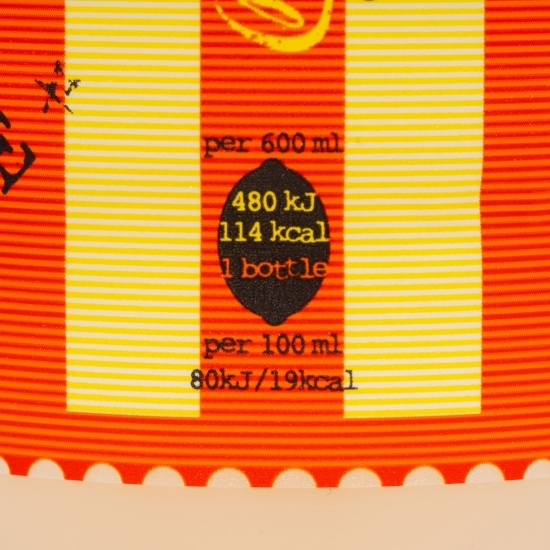 per 600 ml
480 kJ
114 kcal
1 bottle
per 100 ml
80kJ/19kcal